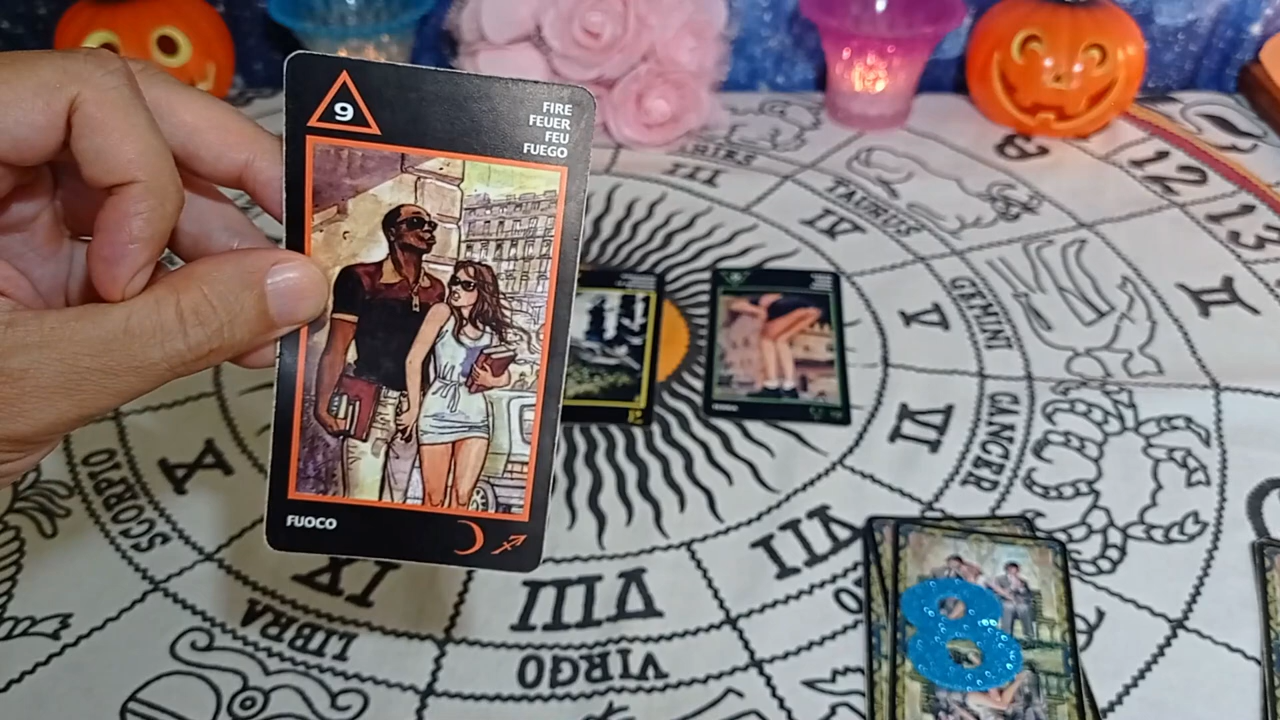 9
FIRE
FEUER
FEU
FUEGO
FUOCO
ARIES
III
TAURUS
IV
GEMINI
V
CANCER
VI
VII
VIII
VIRGO
IX
LIBRA
X
SCORPIO
12
13
8